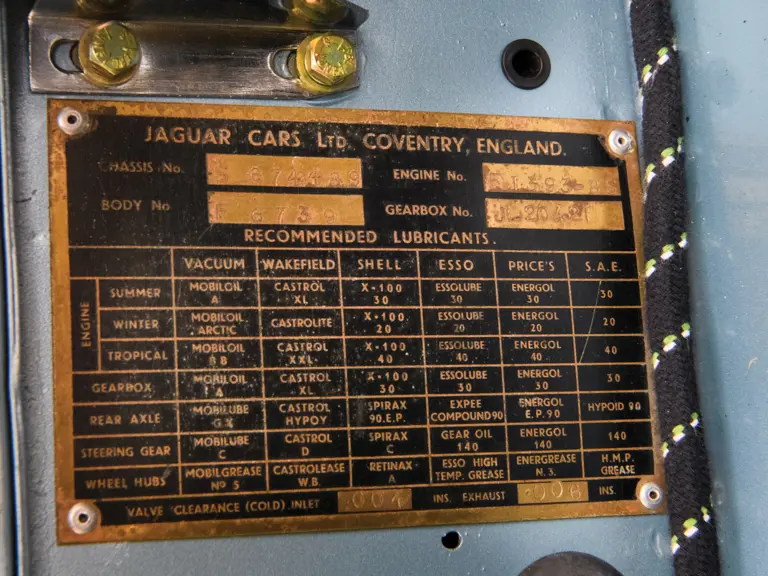 JAGUAR CARS LTD. COVENTRY, ENGLAND.
CHASSIS No. S 674489 ENGINE No.
BODY No F 6739 GEARBOX No.
RECOMMENDED LUBRICANTS.
VACUUM WAKEFIELD SHELL ESSO PRICE'S S.A.E.
ENGINE
SUMMER MOBILOIL A CASTROL XL X-100 30 ESSOLUBE 30 ENERGOL 30 30
WINTER MOBILOIL ARCTIC CASTROLITE X-100 20 ESSOLUBE 20 ENERGOL 20 20
TROPICAL MOBILOIL BB CASTROL XXL X-100 40 ESSOLUBE 40 ENERGOL 40 40
GEARBOX MOBILOIL A CASTROL XL X-100 30 ESSOLUBE 30 ENERGOL 30 30
REAR AXLE MOBILUBE GX CASTROL HYPOY SPIRAX 90.E.P. EXPEE COMPOUND 90 ENERGOL E.P. 90 HYPOID 90
STEERING GEAR MOBILUBE C CASTROL D SPIRAX C GEAR OIL 140 ENERGOL 140 140
WHEEL HUBS MOBILGREASE No 5 CASTROLEASE W.B. RETINAX A ESSO HIGH TEMP. GREASE ENERGREASE N.3. H.M.P. GREASE
VALVE CLEARANCE (COLD) INLET .004 INS. EXHAUST .006 INS.